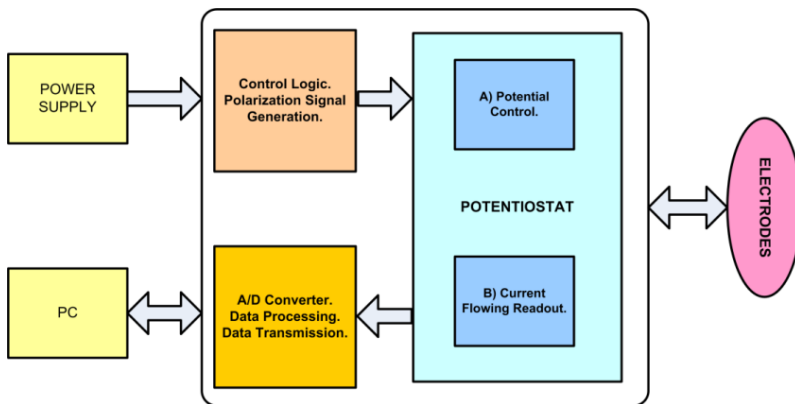 POWER
SUPPLY
Control Logic.
Polarization Signal
Generation.
A) Potential
Control.
POTENTIOSTAT
ELECTRODES
PC
A/D Converter.
Data Processing.
Data Transmission.
B) Current
Flowing Readout.